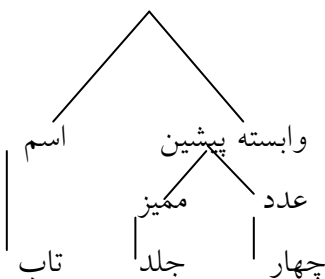 وابسته پیشین اسم
عدد ممیز
چهار جلد تاب